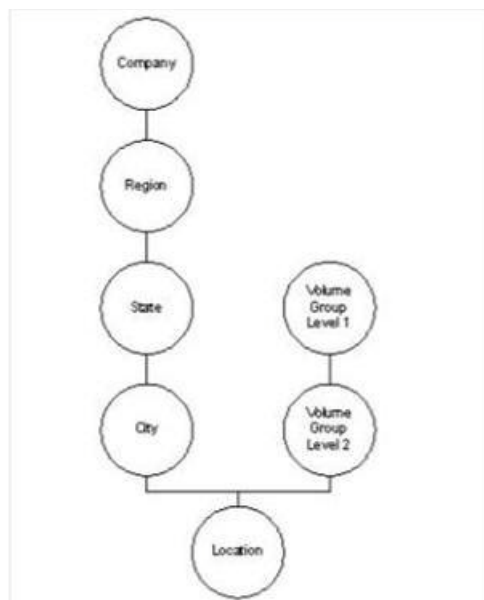 Company
Region
State
Volume
Group
Level 1
City
Volume
Group
Level 2
Location